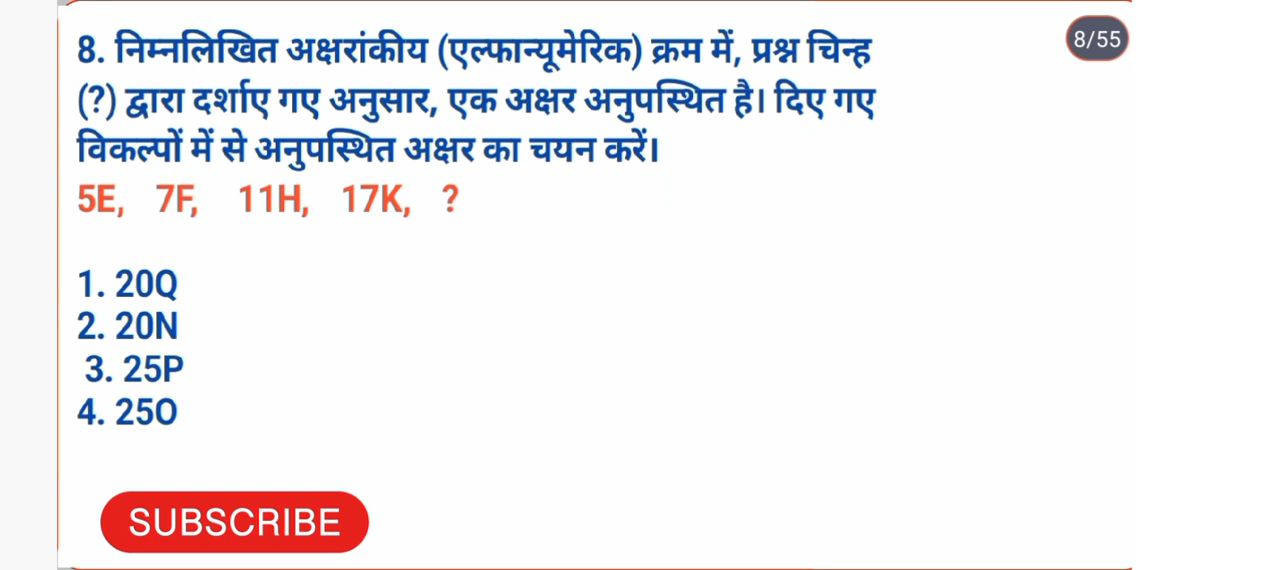 8. निम्नलिखित अक्षरांकीय (एल्फान्यूमेरिक) क्रम में, प्रश्न चिन्ह
8/55
(?) द्वारा दर्शाए गए अनुसार, एक अक्षर अनुपस्थित है। दिए गए
विकल्पों में से अनुपस्थित अक्षर का चयन करें।
5E, 7F, 11H, 17K, ?
1. 20Q
2. 20N
3. 25P
4. 25O
SUBSCRIBE